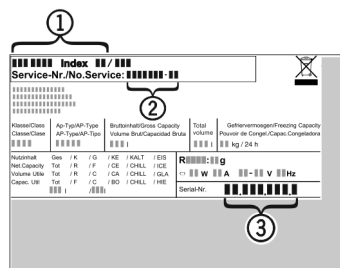 1
Index /
Service-Nr./No.Service: -
2
Klasse/Class Ap-Typ/AP-Type Bruttoinhalt/Gross Capacity Total Gefriervermoegen/Freezing Capacity
Classe/Clase AP-Type/AP-Tipo Volume Brut/Capacidad Bruta volume Pouvoir de Congel./Capas.Congeladora
l l kg / 24 h
Nutzinhalt Ges / K / G / KE / KALT / EIS
Net.Capacity Tot / R / F / CE / CHILL / ICE
Volume Utile Tot / R / C / CA / CHILL / GLA
Capac. Util Tot / F / C / BO / CHILL / HIE
l / l
R : g
W A - V Hz
Serial-Nr. . . .
3